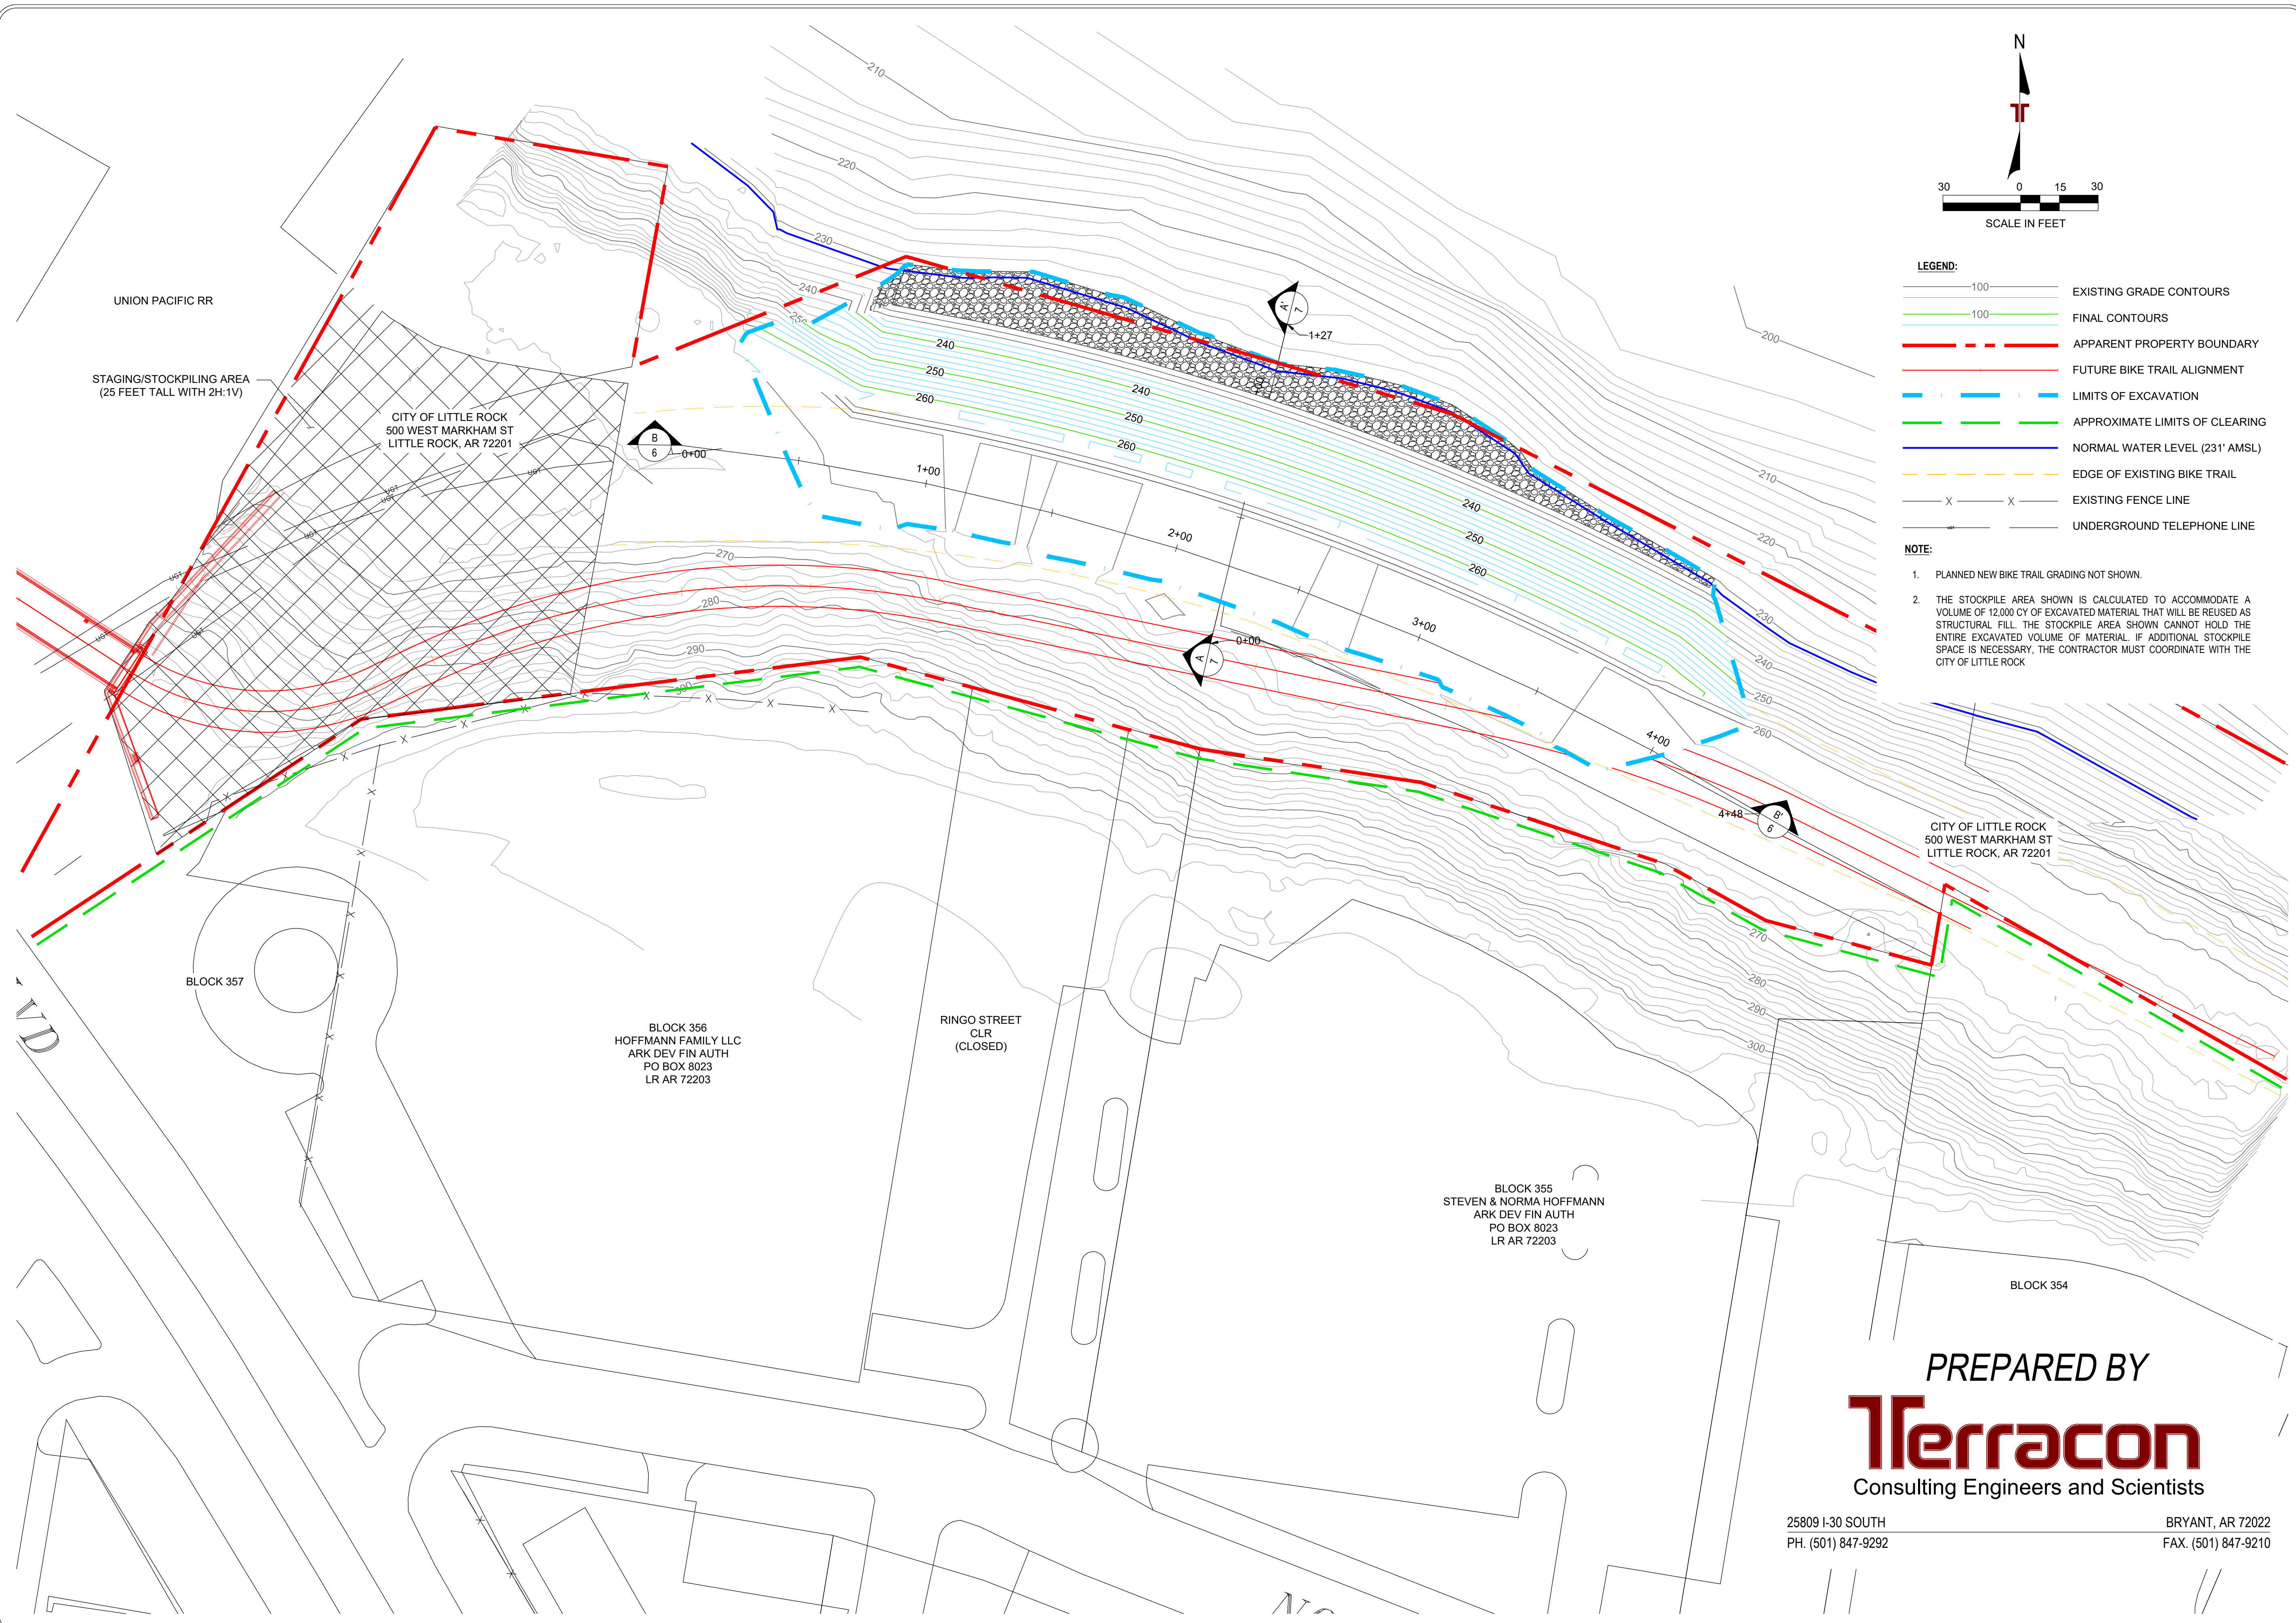 N
30 0 15 30
SCALE IN FEET
LEGEND:
100
EXISTING GRADE CONTOURS
100
FINAL CONTOURS
APPARENT PROPERTY BOUNDARY
FUTURE BIKE TRAIL ALIGNMENT
LIMITS OF EXCAVATION
APPROXIMATE LIMITS OF CLEARING
NORMAL WATER LEVEL (231' AMSL)
EDGE OF EXISTING BIKE TRAIL
X X
EXISTING FENCE LINE
UGT
UNDERGROUND TELEPHONE LINE
NOTE:
1. PLANNED NEW BIKE TRAIL GRADING NOT SHOWN.
2. THE STOCKPILE AREA SHOWN IS CALCULATED TO ACCOMMODATE A
VOLUME OF 12,000 CY OF EXCAVATED MATERIAL THAT WILL BE REUSED AS
STRUCTURAL FILL. THE STOCKPILE AREA SHOWN CANNOT HOLD THE
ENTIRE EXCAVATED VOLUME OF MATERIAL. IF ADDITIONAL STOCKPILE
SPACE IS NECESSARY, THE CONTRACTOR MUST COORDINATE WITH THE
CITY OF LITTLE ROCK
UNION PACIFIC RR
STAGING/STOCKPILING AREA
(25 FEET TALL WITH 2H:1V)
CITY OF LITTLE ROCK
500 WEST MARKHAM ST
LITTLE ROCK, AR 72201
210
220
230
240
250
240
250
260
240
250
260
240
250
260
A'
7
1+27
B
6
0+00
1+00
2+00
3+00
4+00
A
7
0+00
B'
6
4+48
UGT
UGT
UGT
UGT
UGT
UGT
UGT
270
280
290
300
200
210
220
230
240
250
260
270
280
290
300
CITY OF LITTLE ROCK
500 WEST MARKHAM ST
LITTLE ROCK, AR 72201
BLOCK 357
BLOCK 356
HOFFMANN FAMILY LLC
ARK DEV FIN AUTH
PO BOX 8023
LR AR 72203
RINGO STREET
CLR
(CLOSED)
BLOCK 355
STEVEN & NORMA HOFFMANN
ARK DEV FIN AUTH
PO BOX 8023
LR AR 72203
BLOCK 354
PREPARED BY
Terracon
Consulting Engineers and Scientists
25809 I-30 SOUTH BRYANT, AR 72022
PH. (501) 847-9292 FAX. (501) 847-9210